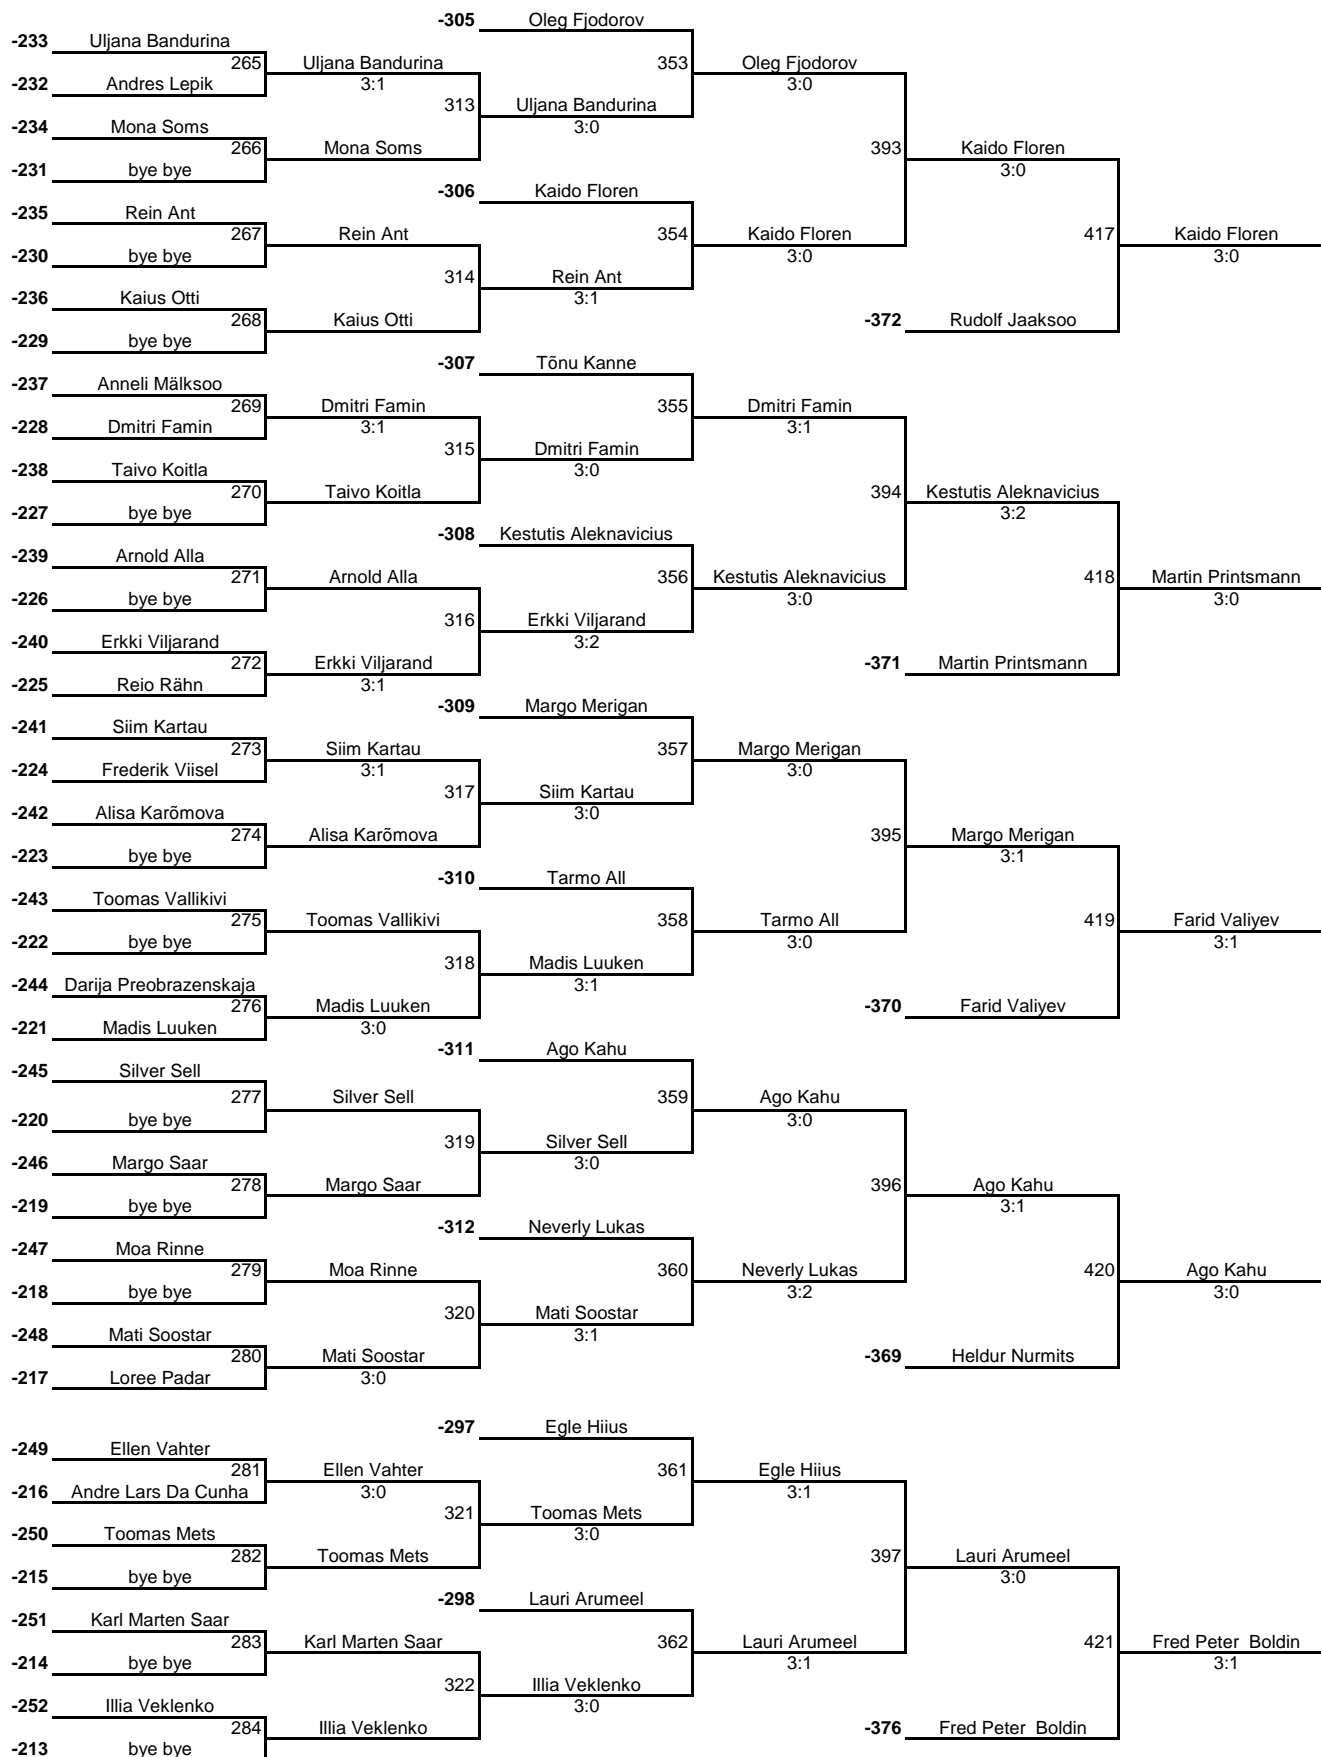 -305 Oleg Fjodorov
-233 Uljana Bandurina
265 Uljana Bandurina 353 Oleg Fjodorov
-232 Andres Lepik 3:1 3:0
313 Uljana Bandurina
-234 Mona Soms 3:0
266 Mona Soms 393 Kaido Floren
-231 bye bye 3:0
-306 Kaido Floren
-235 Rein Ant
267 Rein Ant 354 Kaido Floren 417 Kaido Floren
-230 bye bye 3:0 3:0
314 Rein Ant
-236 Kaius Otti 3:1
268 Kaius Otti -372 Rudolf Jaaksoo
-229 bye bye
-307 Tõnu Kanne
-237 Anneli Mälksoo
269 Dmitri Famin 355 Dmitri Famin
-228 Dmitri Famin 3:1 3:1
315 Dmitri Famin
-238 Taivo Koitla 3:0
270 Taivo Koitla 394 Kestutis Aleknavicius
-227 bye bye 3:2
-308 Kestutis Aleknavicius
-239 Arnold Alla
271 Arnold Alla 356 Kestutis Aleknavicius 418 Martin Printsmann
-226 bye bye 3:0 3:0
316 Erkki Viljarand
-240 Erkki Viljarand 3:2
272 Erkki Viljarand -371 Martin Printsmann
-225 Reio Rähn 3:1
-309 Margo Merigan
-241 Siim Kartau
273 Siim Kartau 357 Margo Merigan
-224 Frederik Viisel 3:1 3:0
317 Siim Kartau
-242 Alisa Karõmova 3:0
274 Alisa Karõmova 395 Margo Merigan
-223 bye bye 3:1
-310 Tarmo All
-243 Toomas Vallikivi
275 Toomas Vallikivi 358 Tarmo All 419 Farid Valiyev
-222 bye bye 3:0 3:1
318 Madis Luuken
-244 Darija Preobrazenskaja 3:1
276 Madis Luuken -370 Farid Valiyev
-221 Madis Luuken 3:0
-311 Ago Kahu
-245 Silver Sell
277 Silver Sell 359 Ago Kahu
-220 bye bye 3:0
319 Silver Sell
-246 Margo Saar 3:0
278 Margo Saar 396 Ago Kahu
-219 bye bye 3:1
-312 Neverly Lukas
-247 Moa Rinne
279 Moa Rinne 360 Neverly Lukas 420 Ago Kahu
-218 bye bye 3:2 3:0
320 Mati Soostar
-248 Mati Soostar 3:1
280 Mati Soostar -369 Heldur Nurmits
-217 Loree Padar 3:0
-297 Egle Hiius
-249 Ellen Vahter
281 Ellen Vahter 361 Egle Hiius
-216 Andre Lars Da Cunha 3:0 3:1
321 Toomas Mets
-250 Toomas Mets 3:0
282 Toomas Mets 397 Lauri Arumeel
-215 bye bye 3:0
-298 Lauri Arumeel
-251 Karl Marten Saar
283 Karl Marten Saar 362 Lauri Arumeel 421 Fred Peter Boldin
-214 bye bye 3:1 3:1
322 Illia Veklenko
-252 Illia Veklenko 3:0
284 Illia Veklenko -376 Fred Peter Boldin
-213 bye bye